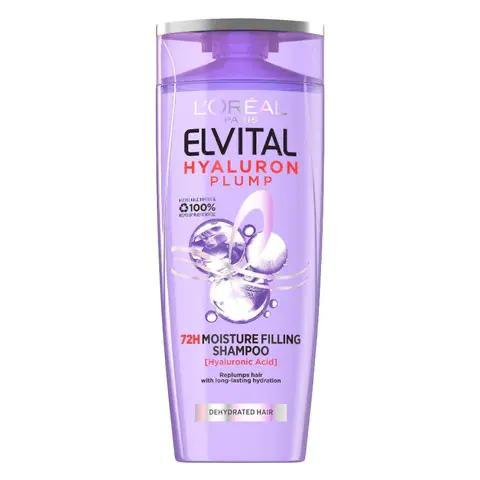 L'ORÉAL
PARIS
ELVITAL
HYALURON
PLUMP
100%
72H MOISTURE FILLING
SHAMPOO
[Hyaluronic Acid]
Replumps hair
with long-lasting hydration
DEHYDRATED HAIR